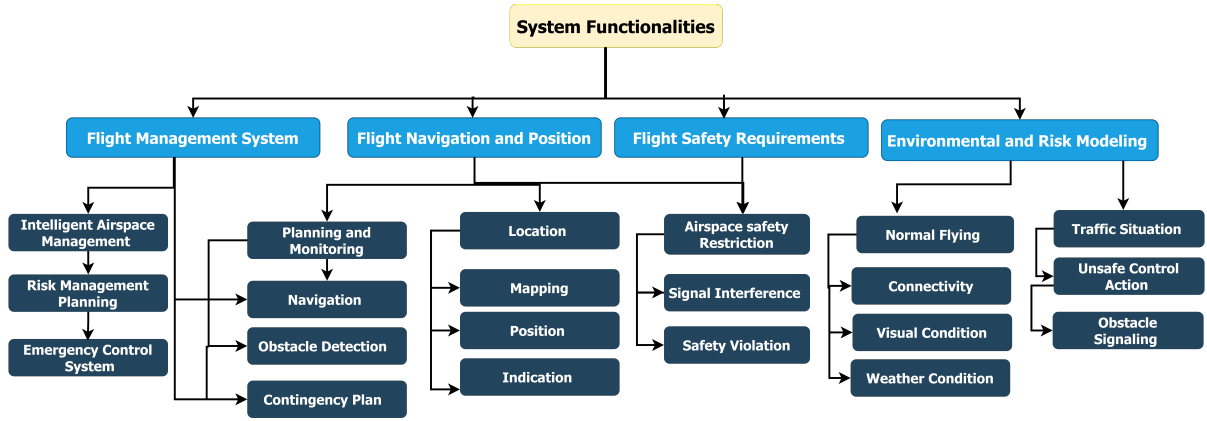 System Functionalities
Flight Management System
Flight Navigation and Position
Flight Safety Requirements
Environmental and Risk Modeling
Intelligent Airspace
Management
Risk Management
Planning
Emergency Control
System
Planning and
Monitoring
Navigation
Obstacle Detection
Contingency Plan
Location
Mapping
Position
Indication
Airspace safety
Restriction
Signal Interference
Safety Violation
Normal Flying
Connectivity
Visual Condition
Weather Condition
Traffic Situation
Unsafe Control
Action
Obstacle
Signaling